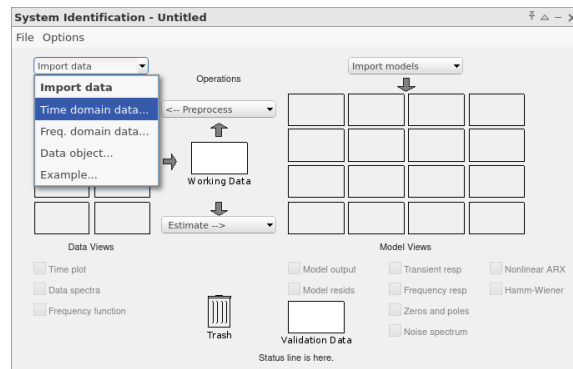 System Identification - Untitled
File Options
Import data
Import data
Time domain data...
Freq. domain data...
Data object...
Example...
Operations
<-- Preprocess
Working Data
Estimate -->
Import models
Data Views
Time plot
Data spectra
Frequency function
Trash
Model Views
Model output
Transient resp
Nonlinear ARX
Model resids
Frequency resp
Hamm-Wiener
Zeros and poles
Noise spectrum
Validation Data
Status line is here.